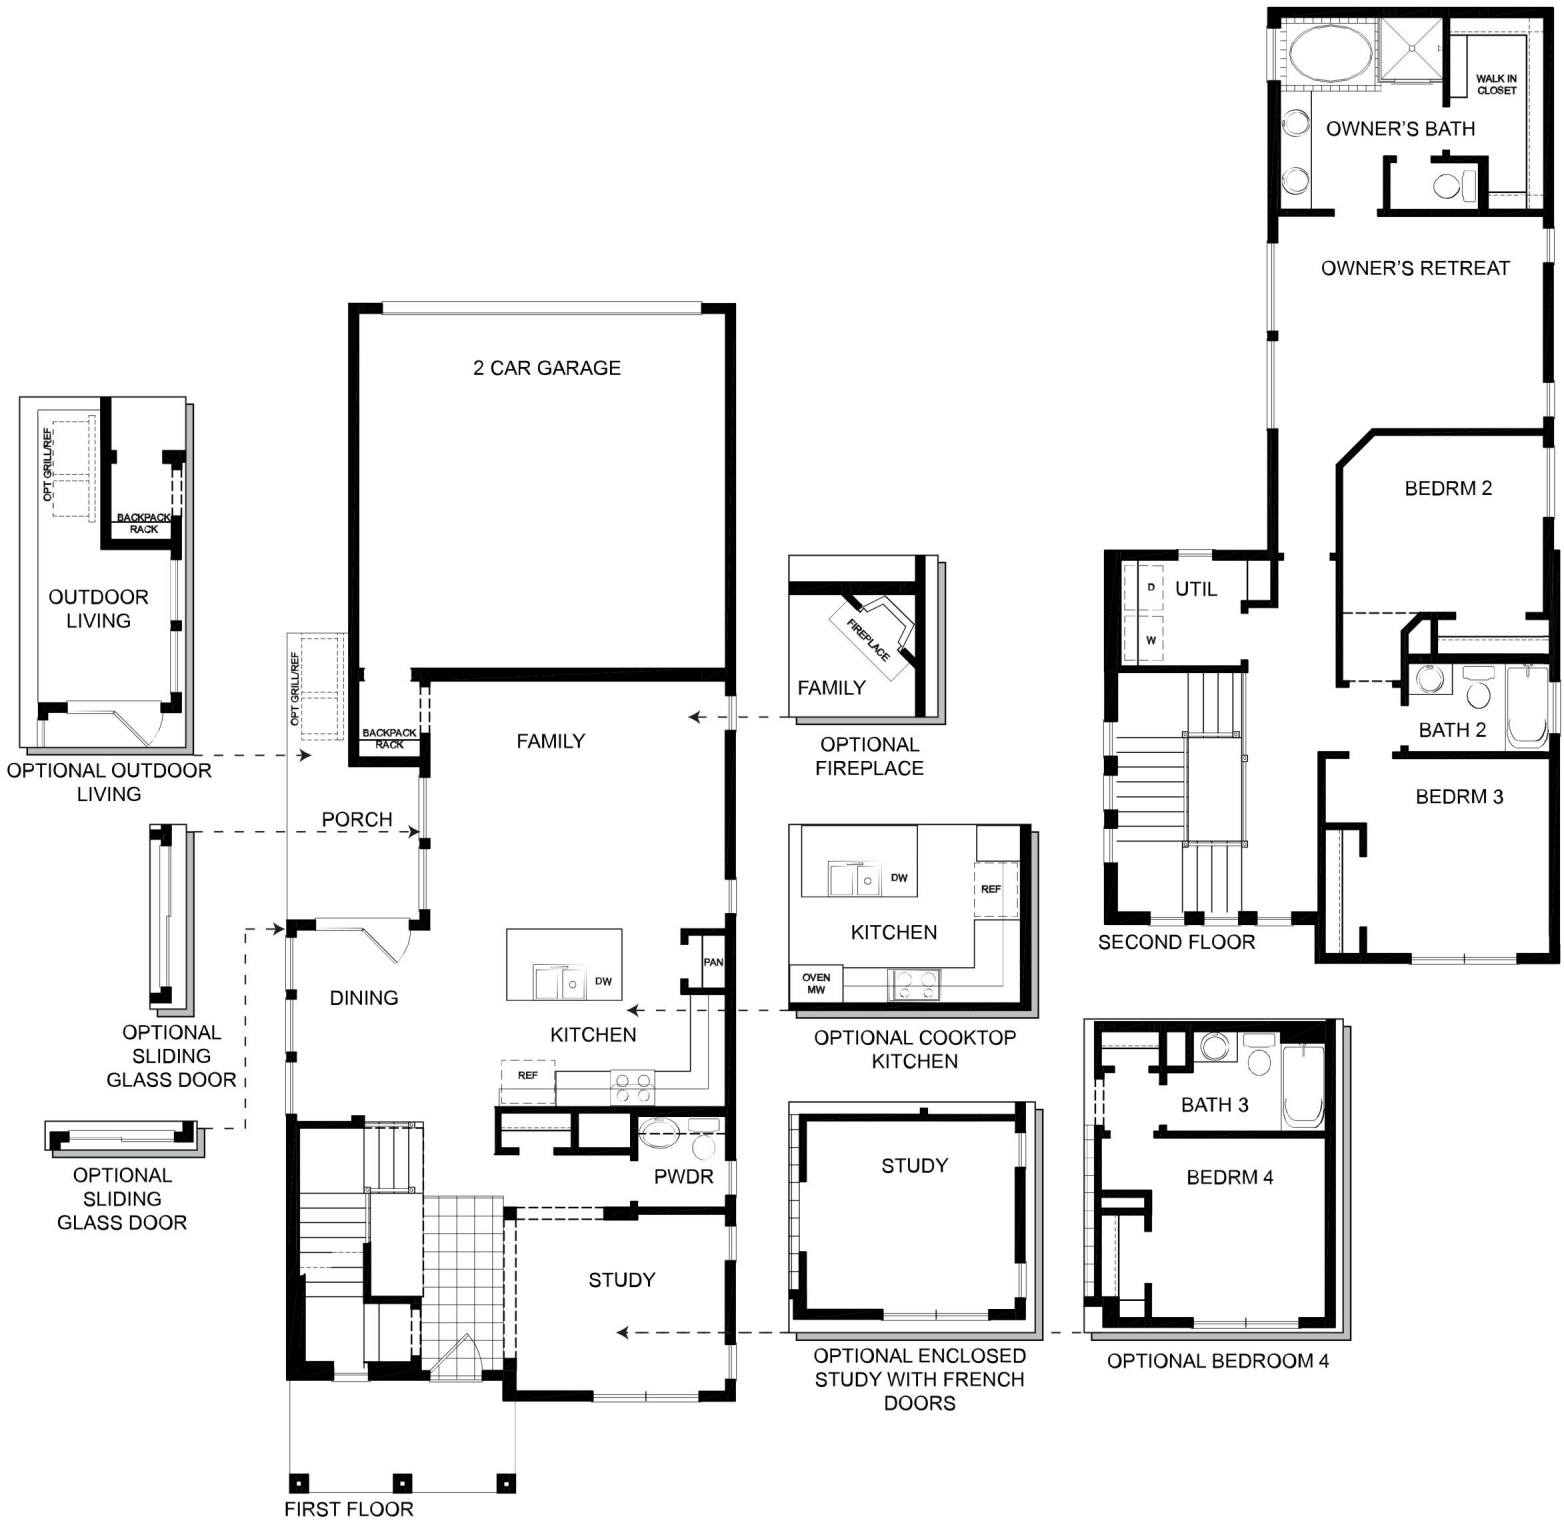 WALK IN
CLOSET
OWNER'S BATH
OWNER'S RETREAT
BEDRM 2
D
UTIL
W
BATH 2
BEDRM 3
SECOND FLOOR
2 CAR GARAGE
OPT GRILL/REF
BACKPACK
RACK
OUTDOOR
LIVING
OPTIONAL OUTDOOR
LIVING
OPT GRILL/REF
BACKPACK
RACK
FAMILY
PORCH
FIREPLACE
FAMILY
OPTIONAL
FIREPLACE
OPTIONAL
SLIDING
GLASS DOOR
DINING
DW
PAN
KITCHEN
REF
DW
REF
KITCHEN
OVEN
MW
OPTIONAL COOKTOP
KITCHEN
OPTIONAL
SLIDING
GLASS DOOR
PWDR
STUDY
STUDY
OPTIONAL ENCLOSED
STUDY WITH FRENCH
DOORS
BATH 3
BEDRM 4
OPTIONAL BEDROOM 4
FIRST FLOOR